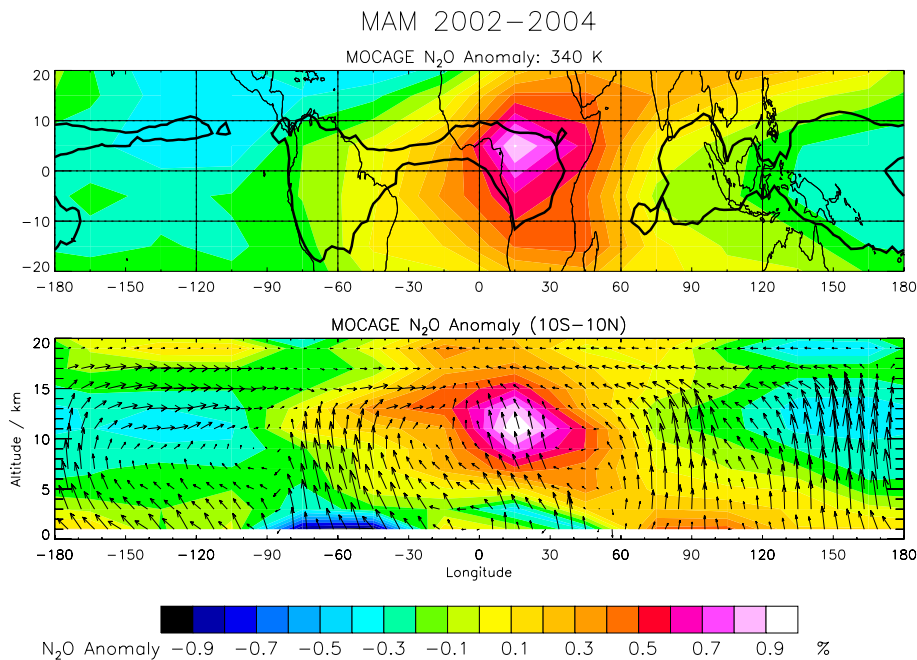 MAM 2002−2004
MOCAGE N₂O Anomaly: 340 K
20
10
0
−10
−20
−180 −150 −120 −90 −60 −30 0 30 60 90 120 150 180
MOCAGE N₂O Anomaly (10S−10N)
20
15
10
5
0
Altitude / km
−180 −150 −120 −90 −60 −30 0 30 60 90 120 150 180
Longitude
N₂O Anomaly −0.9 −0.7 −0.5 −0.3 −0.1 0.1 0.3 0.5 0.7 0.9 %